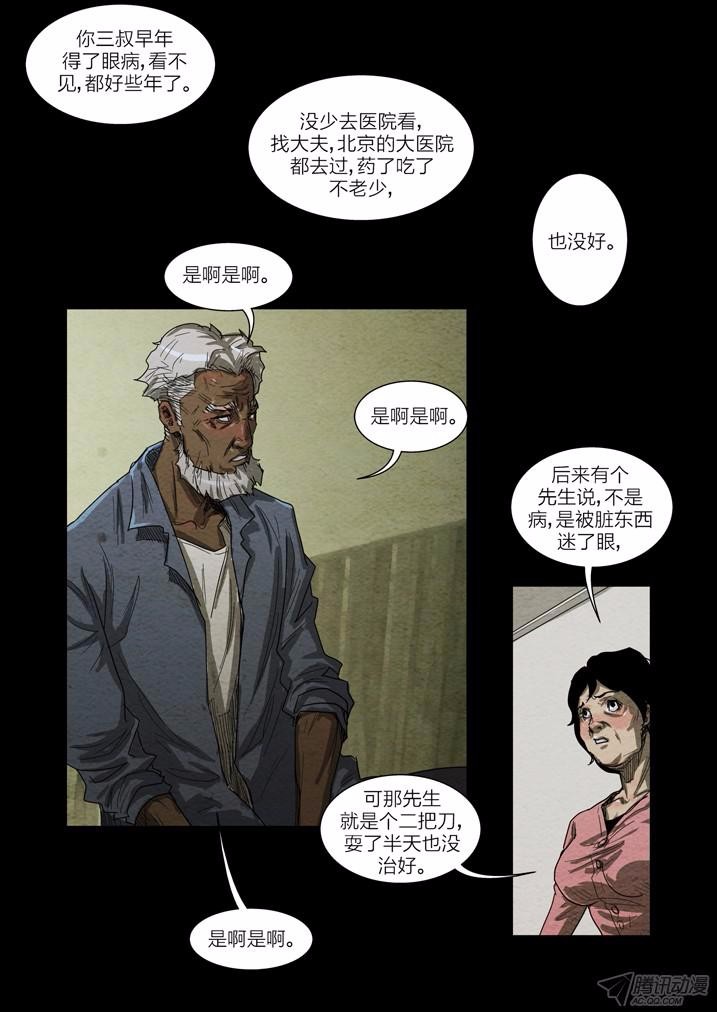 你三叔早年
得了眼病,看不
见,都好些年了。
没少去医院看,
找大夫,北京的大医院
都去过,药了吃了
不老少,
也没好。
是啊是啊。
是啊是啊。
后来有个
先生说,不是
病,是被脏东西
迷了眼,
可那先生
就是个二把刀,
耍了半天也没
治好。
是啊是啊。
腾讯动漫